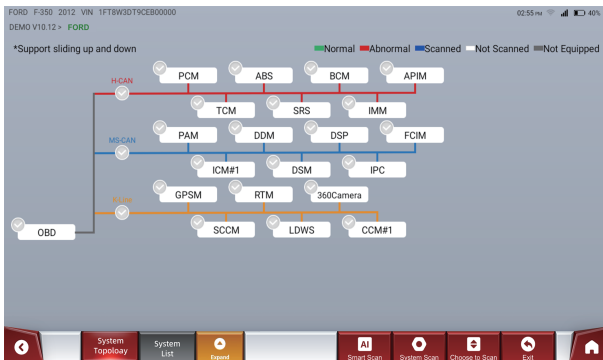 FORD F-350 2012 VIN 1FT8W3DT9CEB00000
02:55 PM 40%
DEMO V10.12 > FORD
*Support sliding up and down
Normal Abnormal Scanned Not Scanned Not Equipped
PCM ABS BCM APIM
H-CAN
TCM SRS IMM
PAM DDM DSP FCIM
MS-CAN
ICM#1 DSM IPC
GPSM RTM 360Camera
SCCM LDWS CCM#1
OBD
System Topoloay
System List
Expand
AI
Smart Scan
System Scan
Choose to Scan
Exit